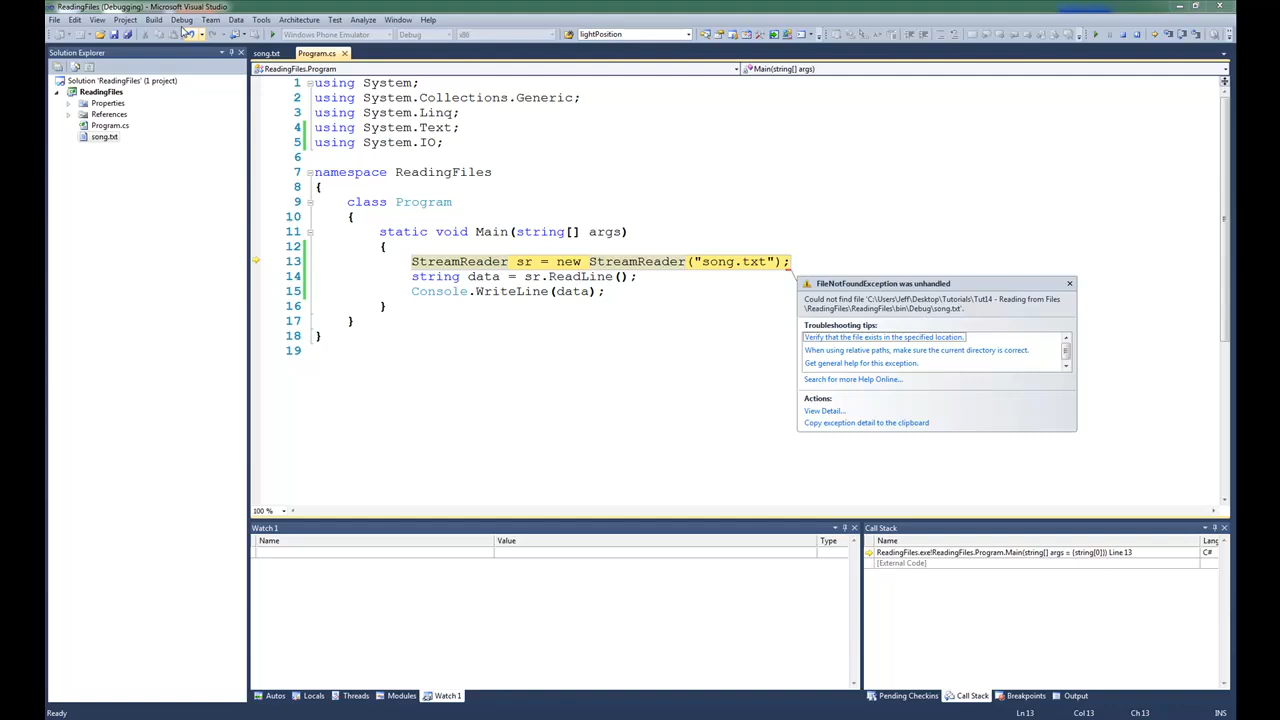 ReadingFiles (Debugging) - Microsoft Visual Studio
File Edit View Project Build Debug Team Data Tools Architecture Test Analyze Window Help
Windows Phone Emulator Debug x86 lightPosition
Solution Explorer
song.txt Program.cs
ReadingFiles.Program Main(string[] args)
Solution 'ReadingFiles' (1 project)
ReadingFiles
Properties
References
Program.cs
song.txt
1 using System;
2 using System.Collections.Generic;
3 using System.Linq;
4 using System.Text;
5 using System.IO;
6
7 namespace ReadingFiles
8 {
9 class Program
10 {
11 static void Main(string[] args)
12 {
13 StreamReader sr = new StreamReader("song.txt");
14 string data = sr.ReadLine();
15 Console.WriteLine(data);
16 }
17 }
18 }
19
FileNotFoundException was unhandled
Could not find file 'C:\Users\Jeff\Desktop\Tutorials\Tut14 - Reading from Files
\ReadingFiles\ReadingFiles\bin\Debug\song.txt'.
Troubleshooting tips:
Verify that the file exists in the specified location.
When using relative paths, make sure the current directory is correct.
Get general help for this exception.
Search for more Help Online...
Actions:
View Detail...
Copy exception detail to the clipboard
100 %
Watch 1
Name Value Type
Call Stack
Name Lang
ReadingFiles.exe!ReadingFiles.Program.Main(string[] args = {string[0]}) Line 13 C#
[External Code]
Autos Locals Threads Modules Watch 1
Pending Checkins Call Stack Breakpoints Output
Ready Ln 13 Col 13 Ch 13 INS